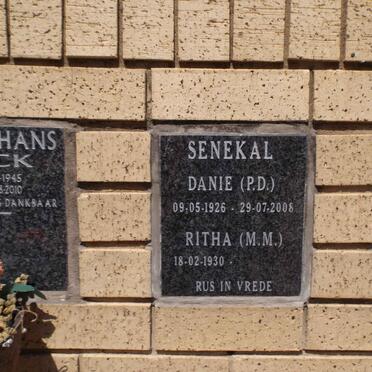 HANS
CK
-1945
-2010
DANKBAAR
SENEKAL
DANIE (P.D.)
09-05-1926 - 29-07-2008
RITHA (M.M.)
18-02-1930 -
RUS IN VREDE